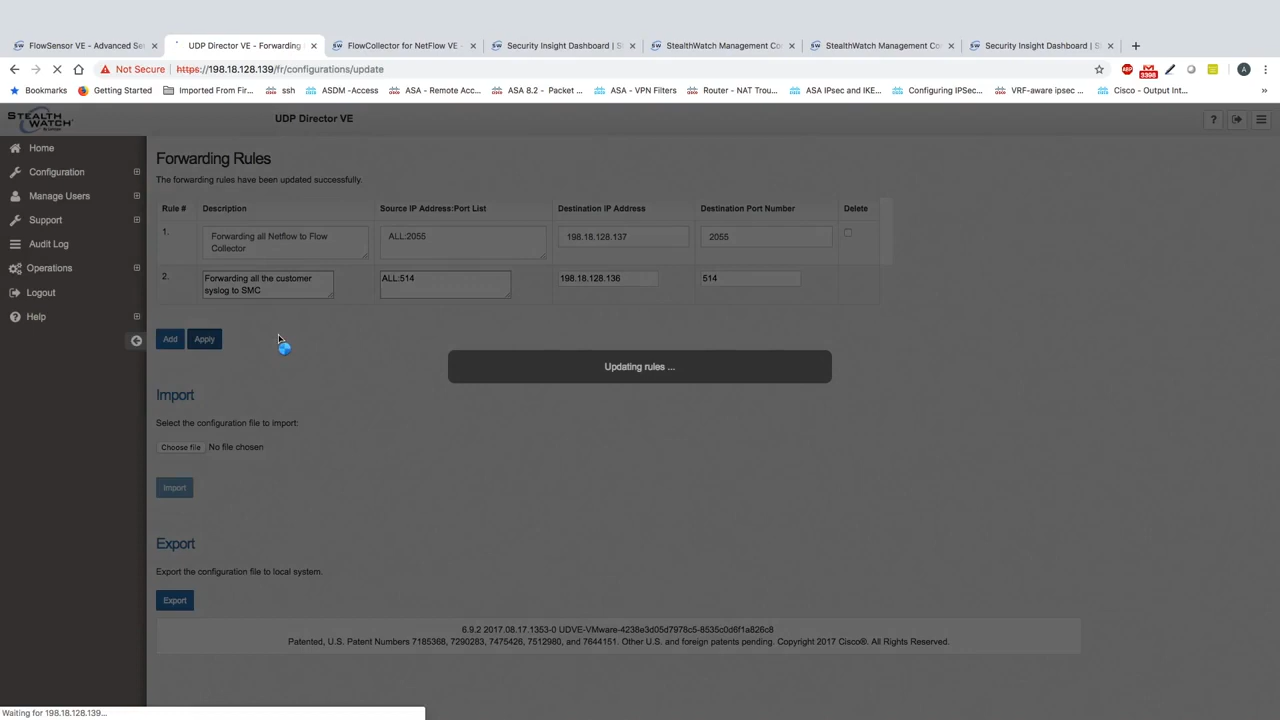 FlowSensor VE - Advanced Se
UDP Director VE - Forwarding
FlowCollector for NetFlow VE -
Security Insight Dashboard | S
StealthWatch Management Co
StealthWatch Management Co
Security Insight Dashboard | S
Not Secure
https://198.18.128.139/fr/configurations/update
ABP
3398
A
Bookmarks
Getting Started
Imported From Fir...
ssh
ASDM -Access
ASA - Remote Acc...
ASA 8.2 - Packet ...
ASA - VPN Filters
Router - NAT Trou...
ASA IPsec and IKE...
Configuring IPSec...
VRF-aware ipsec ...
Cisco - Output Int...
STEALTH
WATCH
UDP Director VE
?
Home
Configuration
Manage Users
Support
Audit Log
Operations
Logout
Help
Forwarding Rules
The forwarding rules have been updated successfully.
Rule #
Description
Source IP Address:Port List
Destination IP Address
Destination Port Number
Delete
1.
Forwarding all Netflow to Flow
Collector
ALL:2055
198.18.128.137
2055
2.
Forwarding all the customer
syslog to SMC
ALL:514
198.18.128.136
514
Add
Apply
Updating rules ...
Import
Select the configuration file to import:
Choose file
No file chosen
Import
Export
Export the configuration file to local system.
Export
6.9.2 2017.08.17.1353-0 UDVE-VMware-4238e3d05d7978c5-8535c0d6f1a826c8
Patented, U.S. Patent Numbers 7185368, 7290283, 7475426, 7512980, and 7644151. Other U.S. and foreign patents pending. Copyright 2017 Cisco®. All Rights Reserved.
Waiting for 198.18.128.139...